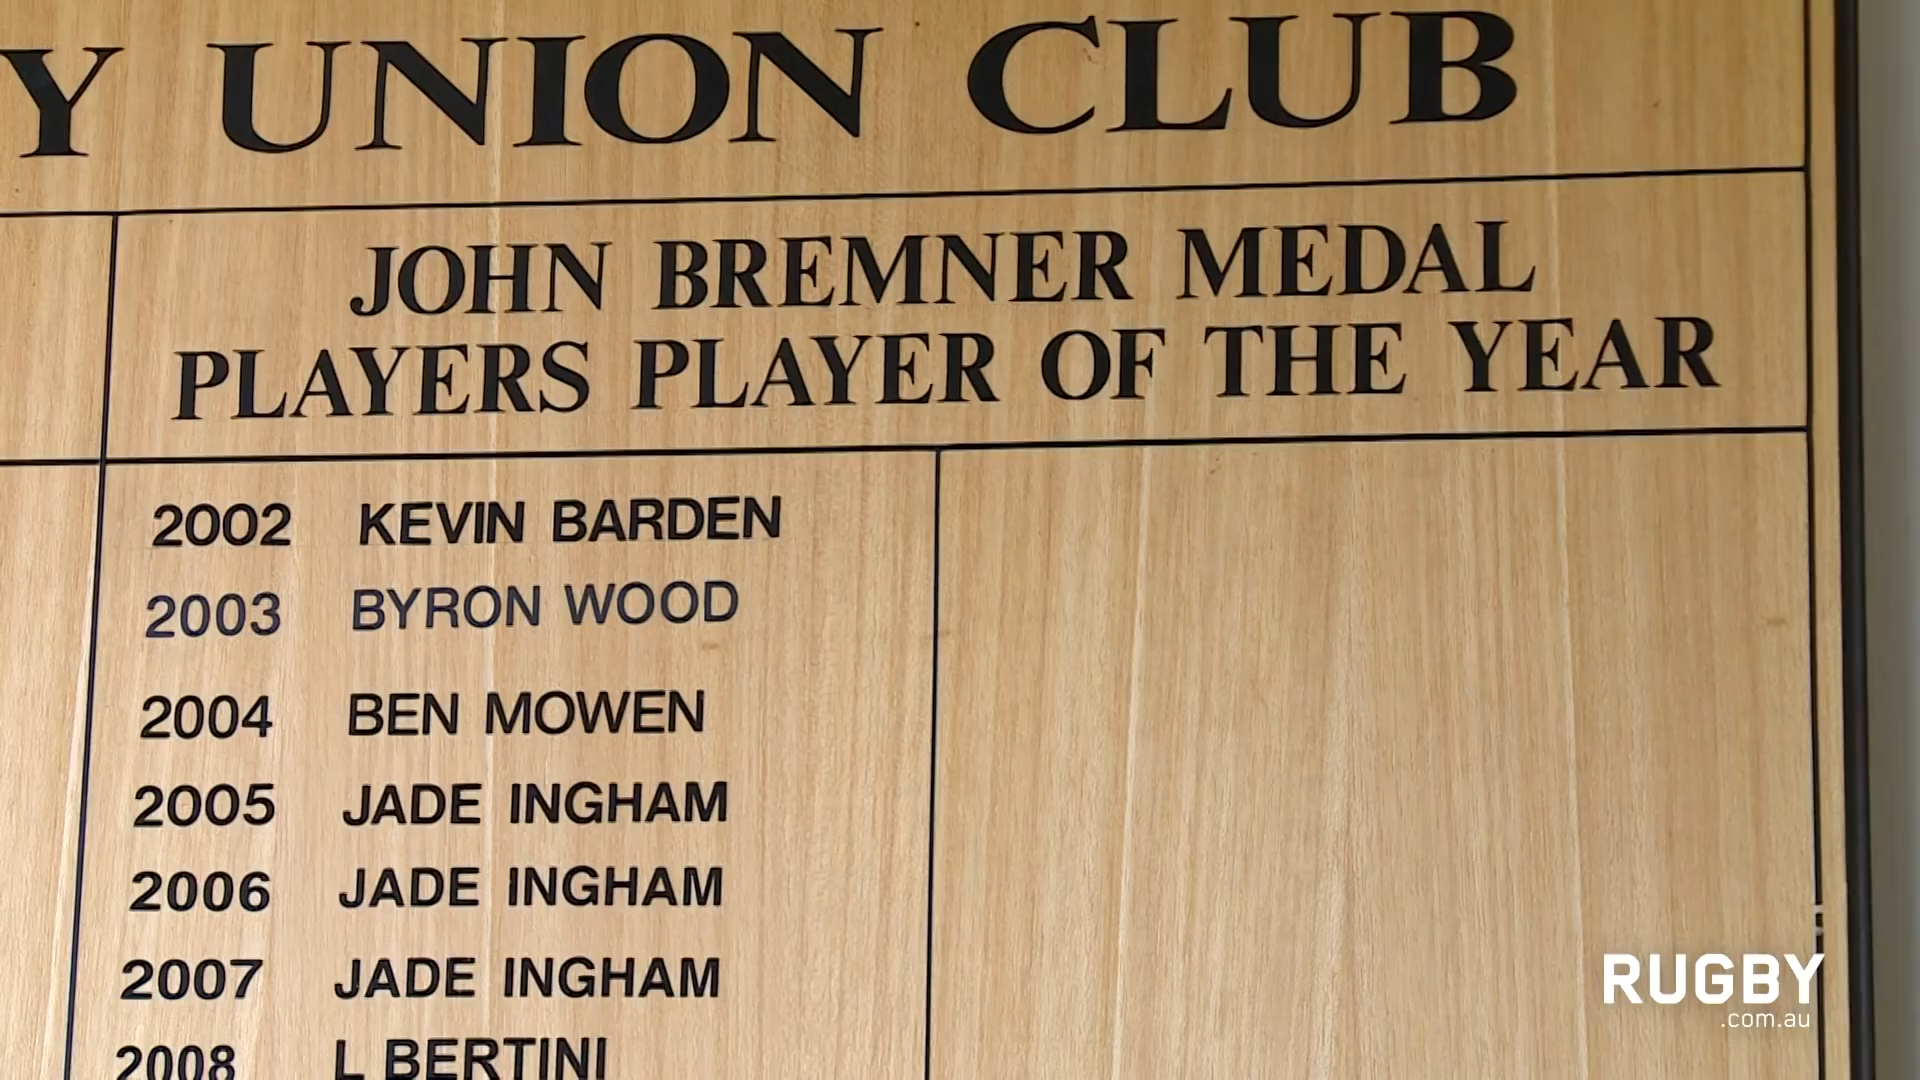 Y UNION CLUB
JOHN BREMNER MEDAL
PLAYERS PLAYER OF THE YEAR
2002 KEVIN BARDEN
2003 BYRON WOOD
2004 BEN MOWEN
2005 JADE INGHAM
2006 JADE INGHAM
2007 JADE INGHAM
2008 L BERTINI
RUGBY
.com.au